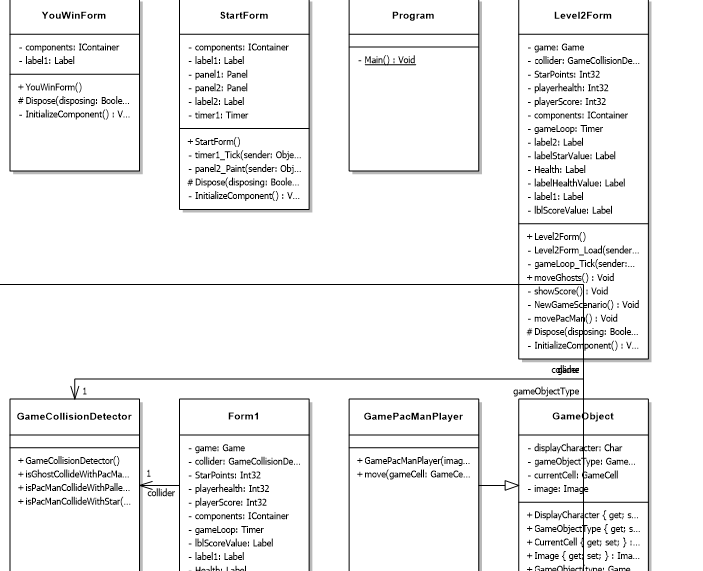 YouWinForm
- components: IContainer
- label1: Label
+ YouWinForm()
# Dispose(disposing: Boole...
- InitializeComponent() : V...
StartForm
- components: IContainer
- label1: Label
- panel1: Panel
- panel2: Panel
- label2: Label
- timer1: Timer
+ StartForm()
- timer1_Tick(sender: Obje...
- panel2_Paint(sender: Obj...
# Dispose(disposing: Boole...
- InitializeComponent() : V...
Program
- Main() : Void
Level2Form
- game: Game
- collider: GameCollisionDe...
- StarPoints: Int32
- playerhealth: Int32
- playerScore: Int32
- components: IContainer
- gameLoop: Timer
- label2: Label
- labelStarValue: Label
- Health: Label
- labelHealthValue: Label
- label1: Label
- lblScoreValue: Label
+ Level2Form()
- Level2Form_Load(sender...
- gameLoop_Tick(sender:...
+ moveGhosts() : Void
- showScore() : Void
- NewGameScenario() : Void
- movePacMan() : Void
# Dispose(disposing: Boole...
- InitializeComponent() : V...
1
gameObjectType
GameCollisionDetector
+ GameCollisionDetector()
+ isGhostCollideWithPacMa...
+ isPacManCollideWithPalle...
+ isPacManCollideWithStar(...
1
collider
Form1
- game: Game
- collider: GameCollisionDe...
- StarPoints: Int32
- playerhealth: Int32
- playerScore: Int32
- components: IContainer
- gameLoop: Timer
- lblScoreValue: Label
- label1: Label
- Health: Label
GamePacManPlayer
+ GamePacManPlayer(imag...
+ move(gameCell: GameCe...
GameObject
- displayCharacter: Char
- gameObjectType: Game...
- currentCell: GameCell
- image: Image
+ DisplayCharacter { get; s...
+ GameObjectType { get; s...
+ CurrentCell { get; set; } :...
+ Image { get; set; } : Ima...
+ GameObject(type: Game...